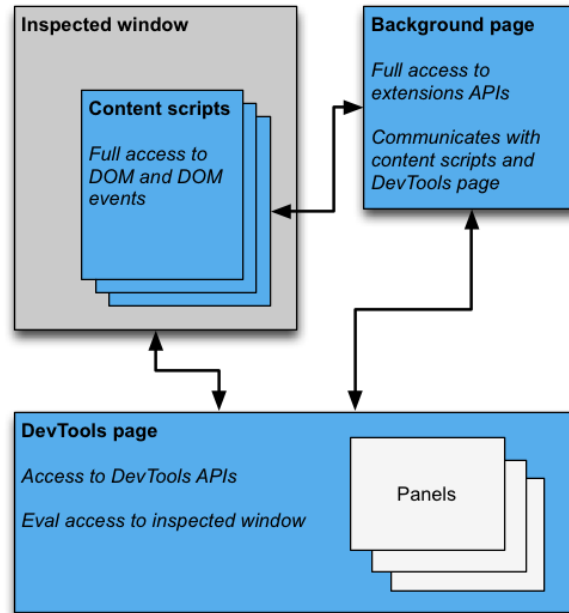 Inspected window
Content scripts
Full access to
DOM and DOM
events
Background page
Full access to
extensions APIs
Communicates with
content scripts and
DevTools page
DevTools page
Access to DevTools APIs
Eval access to inspected window
Panels